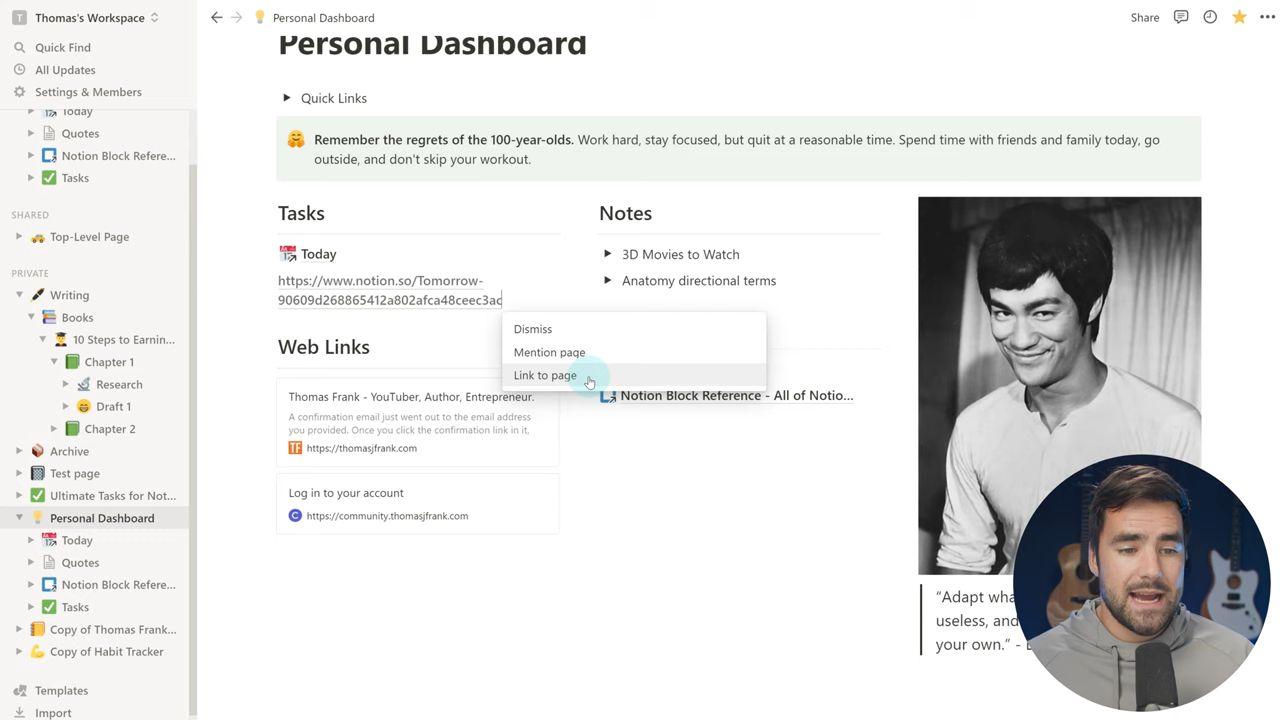 T Thomas's Workspace
Quick Find
All Updates
Settings & Members
Today
Quotes
Notion Block Refere...
Tasks
SHARED
Top-Level Page
PRIVATE
Writing
Books
10 Steps to Earnin...
Chapter 1
Research
Draft 1
Chapter 2
Archive
Test page
Ultimate Tasks for Not...
Personal Dashboard
Today
Quotes
Notion Block Refere...
Tasks
Copy of Thomas Frank...
Copy of Habit Tracker
Templates
Import
Personal Dashboard
Share
Personal Dashboard
Quick Links
Remember the regrets of the 100-year-olds. Work hard, stay focused, but quit at a reasonable time. Spend time with friends and family today, go
outside, and don't skip your workout.
Tasks
Today
https://www.notion.so/Tomorrow-
90609d268865412a802afca48ceec3ac
Dismiss
Mention page
Link to page
Web Links
Thomas Frank - YouTube, Author, Entrepreneur.
A confirmation email just went out to the email address
you provided. Once you click the confirmation link in it,
TF https://thomasjfrank.com
Log in to your account
C https://community.thomasjfrank.com
Notes
3D Movies to Watch
Anatomy directional terms
Notion Block Reference - All of Notio...
"Adapt wha
useless, and
your own." -